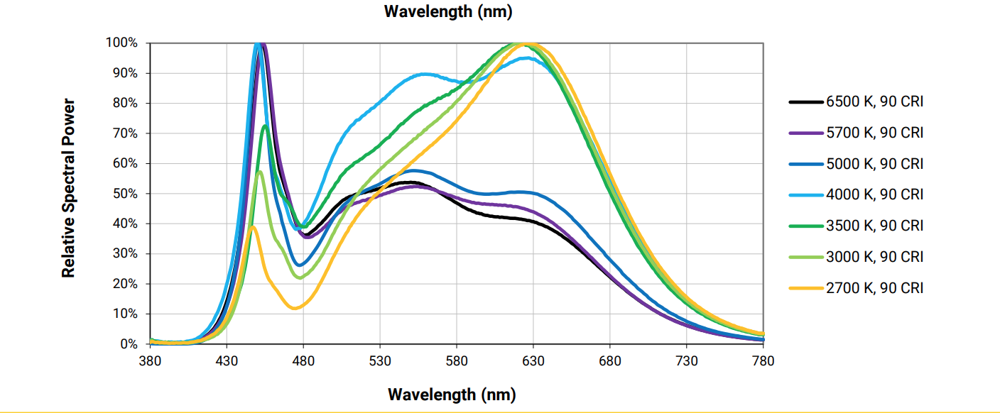 Wavelength (nm)
100%
90%
80%
70%
60%
50%
40%
30%
20%
10%
0%
Relative Spectral Power
380 430 480 530 580 630 680 730 780
Wavelength (nm)
6500 K, 90 CRI
5700 K, 90 CRI
5000 K, 90 CRI
4000 K, 90 CRI
3500 K, 90 CRI
3000 K, 90 CRI
2700 K, 90 CRI